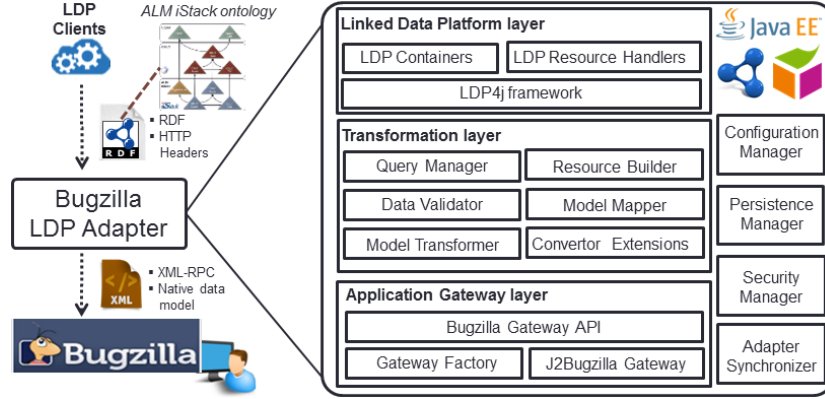 LDP
Clients
ALM iStack ontology
RDF
HTTP
Headers
R D F
Bugzilla
LDP Adapter
</>
XML
XML-RPC
Native data
model
Bugzilla
Linked Data Platform layer
LDP Containers
LDP Resource Handlers
LDP4j framework
Transformation layer
Query Manager
Resource Builder
Data Validator
Model Mapper
Model Transformer
Convertor Extensions
Application Gateway layer
Bugzilla Gateway API
Gateway Factory
J2Bugzilla Gateway
Java EE
Configuration
Manager
Persistence
Manager
Security
Manager
Adapter
Synchronizer